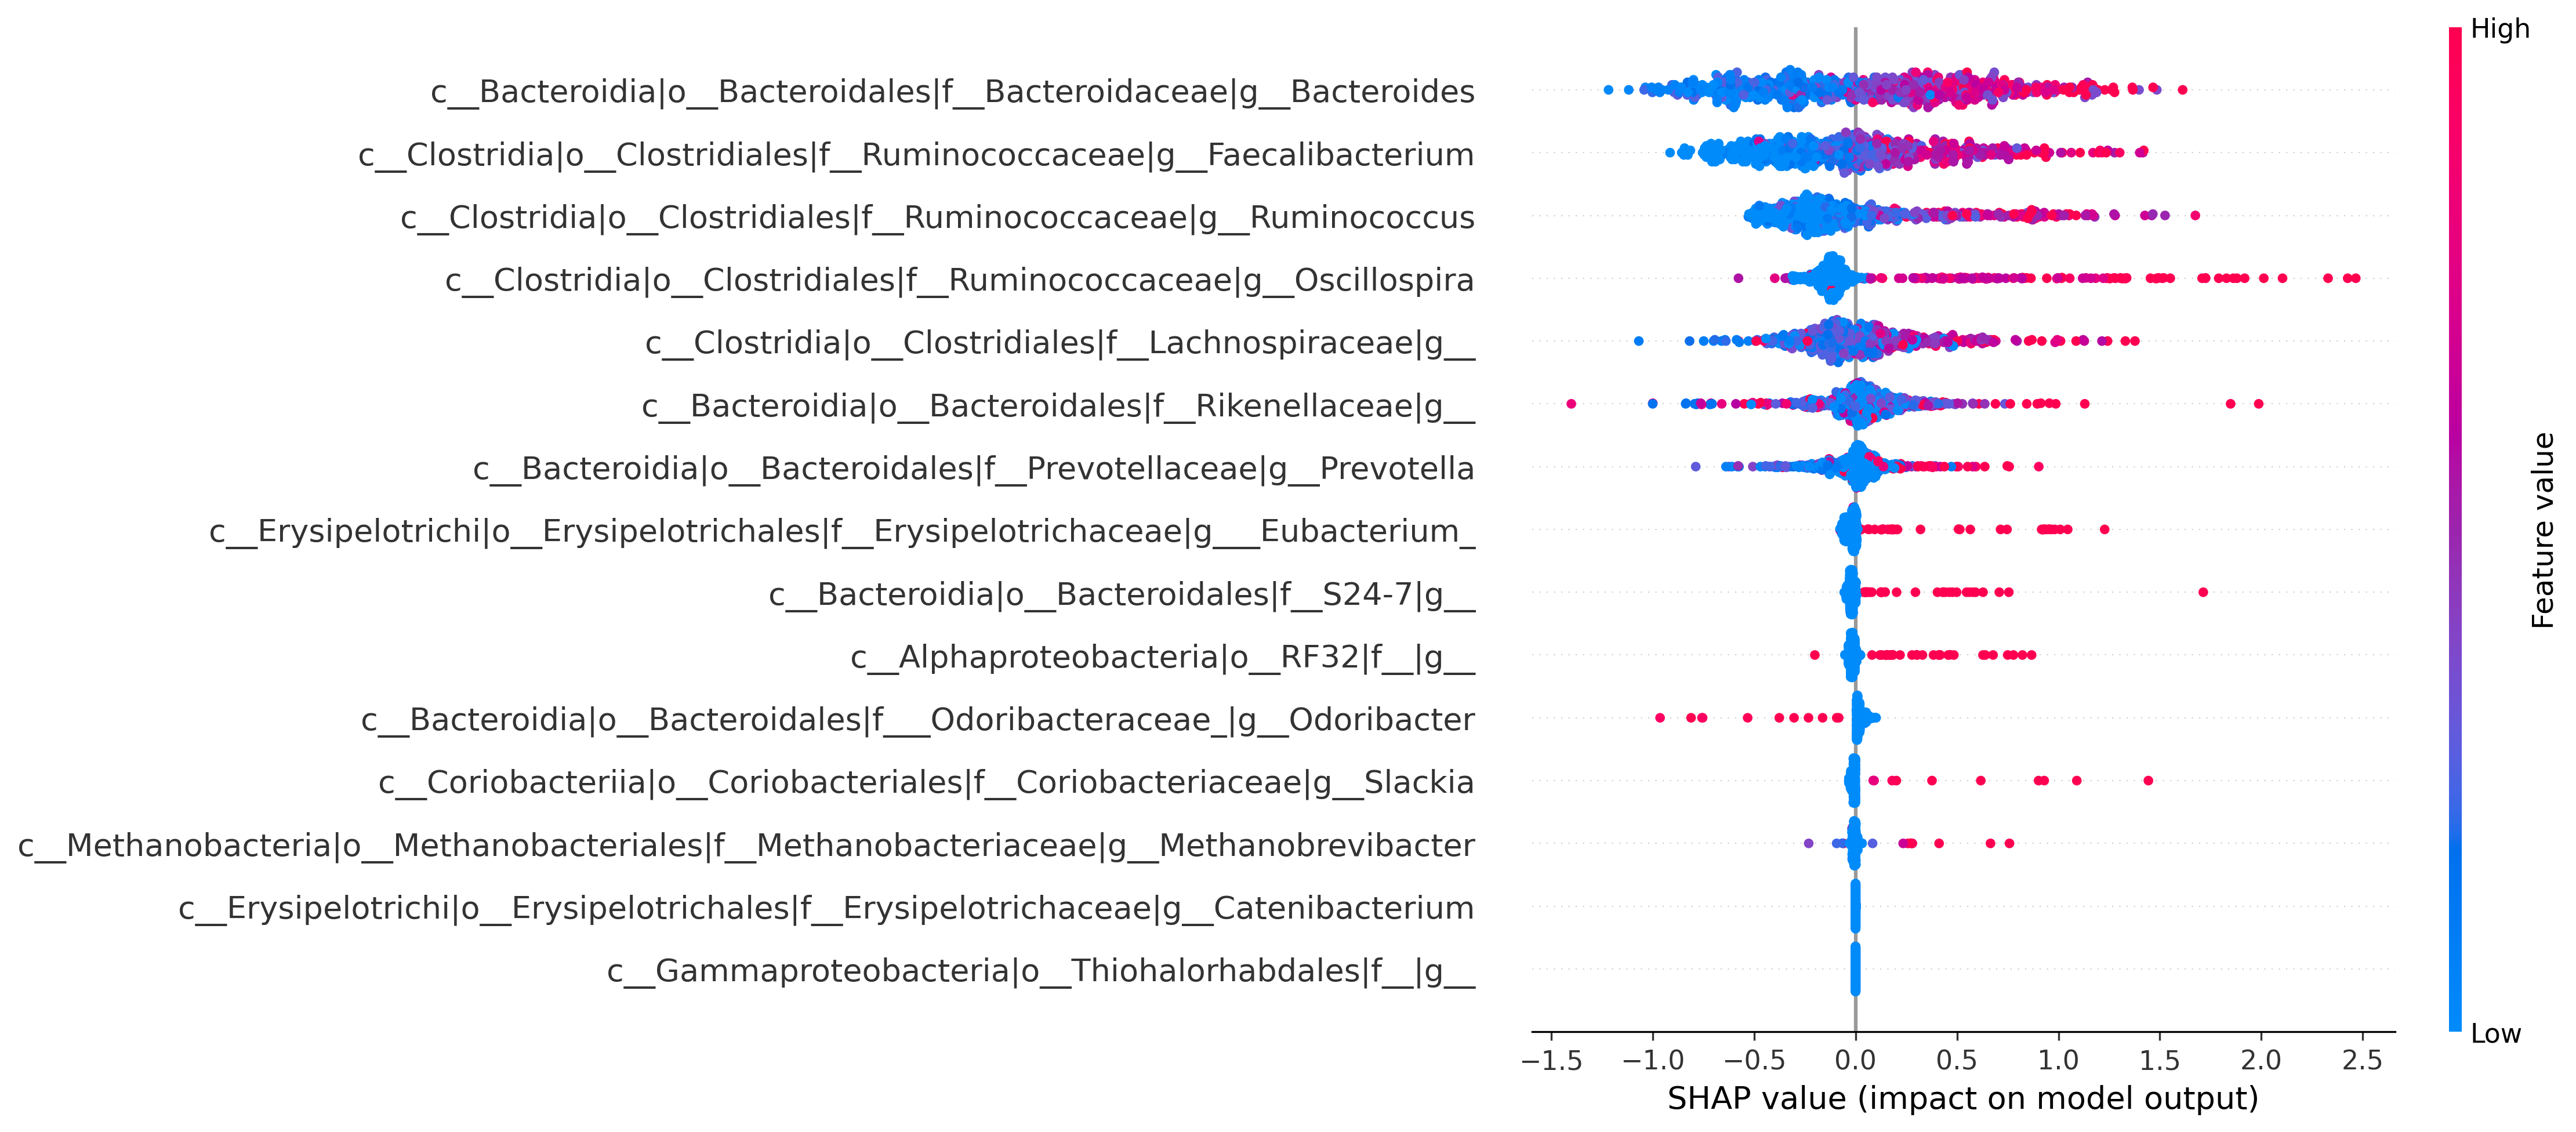 High
c__Bacteroidia|o__Bacteroidales|f__Bacteroidaceae|g__Bacteroides
c__Clostridia|o__Clostridiales|f__Ruminococcaceae|g__Faecalibacterium
c__Clostridia|o__Clostridiales|f__Ruminococcaceae|g__Ruminococcus
c__Clostridia|o__Clostridiales|f__Ruminococcaceae|g__Oscillospira
c__Clostridia|o__Clostridiales|f__Lachnospiraceae|g__
c__Bacteroidia|o__Bacteroidales|f__Rikenellaceae|g__
c__Bacteroidia|o__Bacteroidales|f__Prevotellaceae|g__Prevotella
c__Erysipelotrichi|o__Erysipelotrichales|f__Erysipelotrichaceae|g___Eubacterium_
c__Bacteroidia|o__Bacteroidales|f__S24-7|g__
c__Alphaproteobacteria|o__RF32|f__|g__
c__Bacteroidia|o__Bacteroidales|f___Odoribacteraceae_|g__Odoribacter
c__Coriobacteriia|o__Coriobacteriales|f__Coriobacteriaceae|g__Slackia
c__Methanobacteria|o__Methanobacteriales|f__Methanobacteriaceae|g__Methanobrevibacter
c__Erysipelotrichi|o__Erysipelotrichales|f__Erysipelotrichaceae|g__Catenibacterium
c__Gammaproteobacteria|o__Thiohalorhabdales|f__|g__
Feature value
Low
−1.5 −1.0 −0.5 0.0 0.5 1.0 1.5 2.0 2.5
SHAP value (impact on model output)